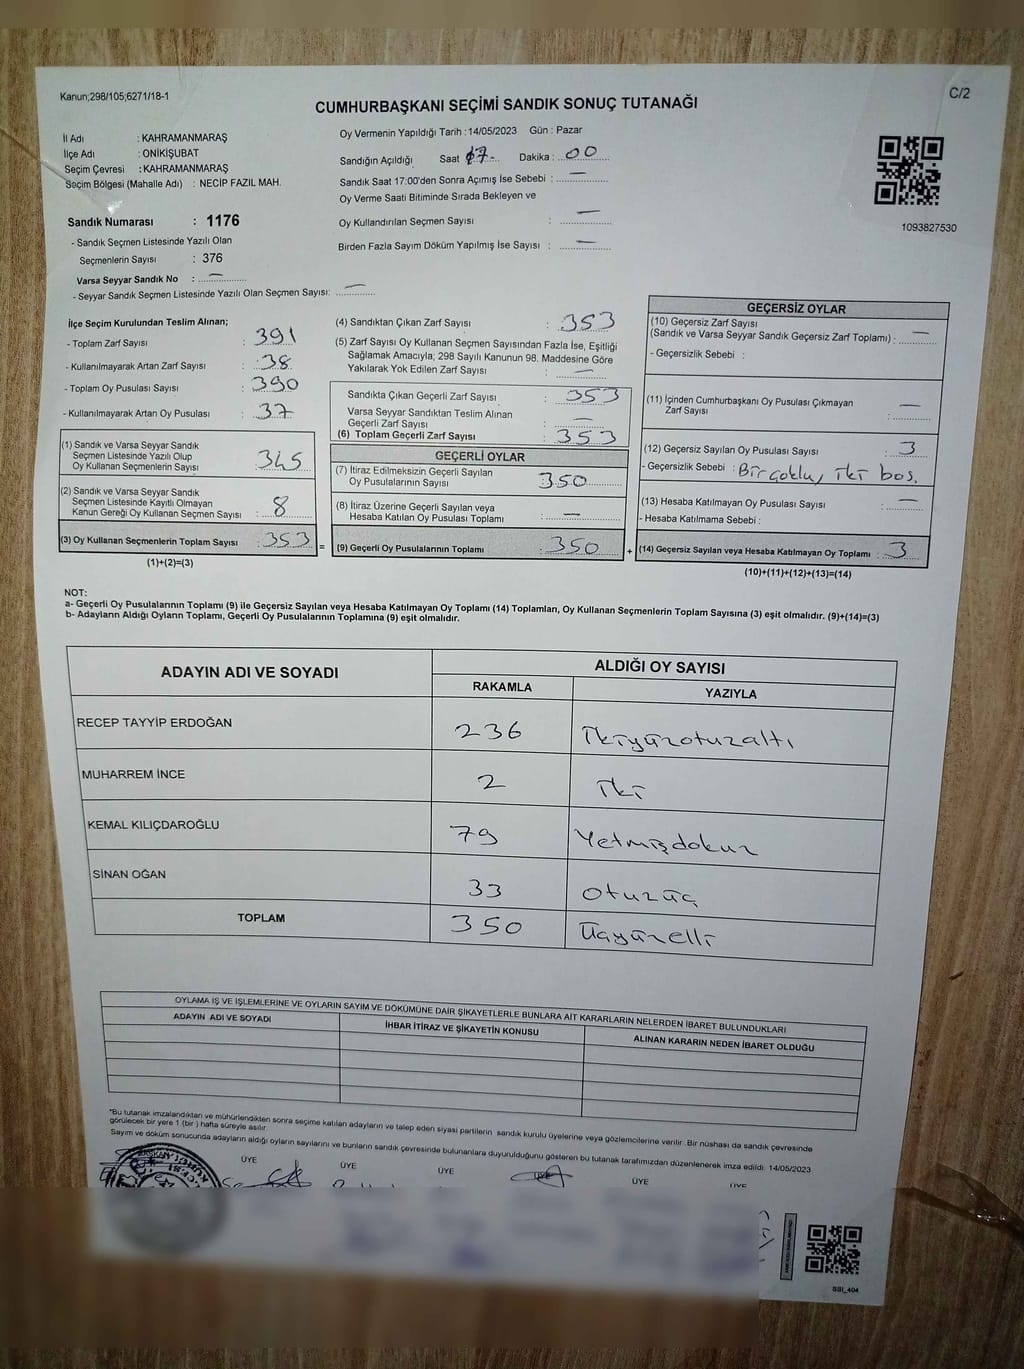 Kanun;298/105;6271/18-1
C/2
CUMHURBAŞKANI SEÇİMİ SANDIK SONUÇ TUTANAĞI
İl Adı : KAHRAMANMARAŞ
İlçe Adı : ONİKİŞUBAT
Seçim Çevresi : KAHRAMANMARAŞ
Seçim Bölgesi (Mahalle Adı) : NECİP FAZIL MAH.
Sandık Numarası : 1176
- Sandık Seçmen Listesinde Yazılı Olan
Seçmenlerin Sayısı : 376
Varsa Seyyar Sandık No : —
- Seyyar Sandık Seçmen Listesinde Yazılı Olan Seçmen Sayısı: —
Oy Vermenin Yapıldığı Tarih : 14/05/2023 Gün : Pazar
Sandığın Açıldığı Saat 17 Dakika : 00
Sandık Saat 17:00'den Sonra Açımış İse Sebebi : —
Oy Verme Saati Bitiminde Sırada Bekleyen ve
Oy Kullandırılan Seçmen Sayısı : —
Birden Fazla Sayım Döküm Yapılmış İse Sayısı : —
1093827530
İlçe Seçim Kurulundan Teslim Alınan;
- Toplam Zarf Sayısı : 391
- Kullanılmayarak Artan Zarf Sayısı : 38
- Toplam Oy Pusulası Sayısı : 390
- Kullanılmayarak Artan Oy Pusulası : 37
(1) Sandık ve Varsa Seyyar Sandık
Seçmen Listesinde Yazılı Olup
Oy Kullanan Seçmenlerin Sayısı : 345
(2) Sandık ve Varsa Seyyar Sandık
Seçmen Listesinde Kayıtlı Olmayan
Kanun Gereği Oy Kullanan Seçmen Sayısı : 8
(3) Oy Kullanan Seçmenlerin Toplam Sayısı : 353 =
(1)+(2)=(3)
(4) Sandıktan Çıkan Zarf Sayısı : 353
(5) Zarf Sayısı Oy Kullanan Seçmen Sayısından Fazla İse, Eşitliği
Sağlamak Amacıyla; 298 Sayılı Kanunun 98. Maddesine Göre
Yakılarak Yok Edilen Zarf Sayısı : —
Sandıkta Çıkan Geçerli Zarf Sayısı : 353
Varsa Seyyar Sandıktan Teslim Alınan
Geçerli Zarf Sayısı : —
(6) Toplam Geçerli Zarf Sayısı : 353
GEÇERLİ OYLAR
(7) İtiraz Edilmeksizin Geçerli Sayılan
Oy Pusulalarının Sayısı : 350
(8) İtiraz Üzerine Geçerli Sayılan veya
Hesaba Katılan Oy Pusulası Toplamı : —
(9) Geçerli Oy Pusulalarının Toplamı : 350 +
GEÇERSİZ OYLAR
(10) Geçersiz Zarf Sayısı
(Sandık ve Varsa Seyyar Sandık Geçersiz Zarf Toplamı) : —
- Geçersizlik Sebebi :
(11) İçinden Cumhurbaşkanı Oy Pusulası Çıkmayan
Zarf Sayısı : —
(12) Geçersiz Sayılan Oy Pusulası Sayısı : 3
- Geçersizlik Sebebi : Bir çoklu, iki boş.
(13) Hesaba Katılmayan Oy Pusulası Sayısı : —
- Hesaba Katılmama Sebebi :
(14) Geçersiz Sayılan veya Hesaba Katılmayan Oy Toplamı : 3
(10)+(11)+(12)+(13)=(14)
NOT:
a- Geçerli Oy Pusulalarının Toplamı (9) ile Geçersiz Sayılan veya Hesaba Katılmayan Oy Toplamı (14) Toplamları, Oy Kullanan Seçmenlerin Toplam Sayısına (3) eşit olmalıdır. (9)+(14)=(3)
b- Adayların Aldığı Oyların Toplamı, Geçerli Oy Pusulalarının Toplamına (9) eşit olmalıdır.
ADAYIN ADI VE SOYADI ALDIĞI OY SAYISI
RAKAMLA YAZIYLA
RECEP TAYYİP ERDOĞAN 236 İkiyüzotuzaltı
MUHARREM İNCE 2 İki
KEMAL KILIÇDAROĞLU 79 Yetmişdokuz
SİNAN OĞAN 33 Otuzüç
TOPLAM 350 Üçyüzelli
OYLAMA İŞ VE İŞLEMLERİNE VE OYLARIN SAYIM VE DÖKÜMÜNE DAİR ŞİKAYETLERLE BUNLARA AİT KARARLARIN NELERDEN İBARET BULUNDUKLARI
ADAYIN ADI VE SOYADI İHBAR İTİRAZ VE ŞİKAYETİN KONUSU ALINAN KARARIN NEDEN İBARET OLDUĞU
*Bu tutanak imzalandıktan ve mühürlendikten sonra seçime katılan adayların ve talep eden siyasi partilerin sandık kurulu üyelerine veya gözlemcilerine verilir. Bir nüshası da sandık çevresinde
görülecek bir yere 1 (bir) hafta süreyle asılır.
Sayım ve döküm sonucunda adayların aldığı oyların sayılarını ve bunların sandık çevresinde bulunanlara duyurulduğunu gösteren bu tutanak tarafımızdan düzenlenerek imza edildi. 14/05/2023
BAŞKAN ÜYE ÜYE ÜYE ÜYE ÜYE ÜYE
SSI_404